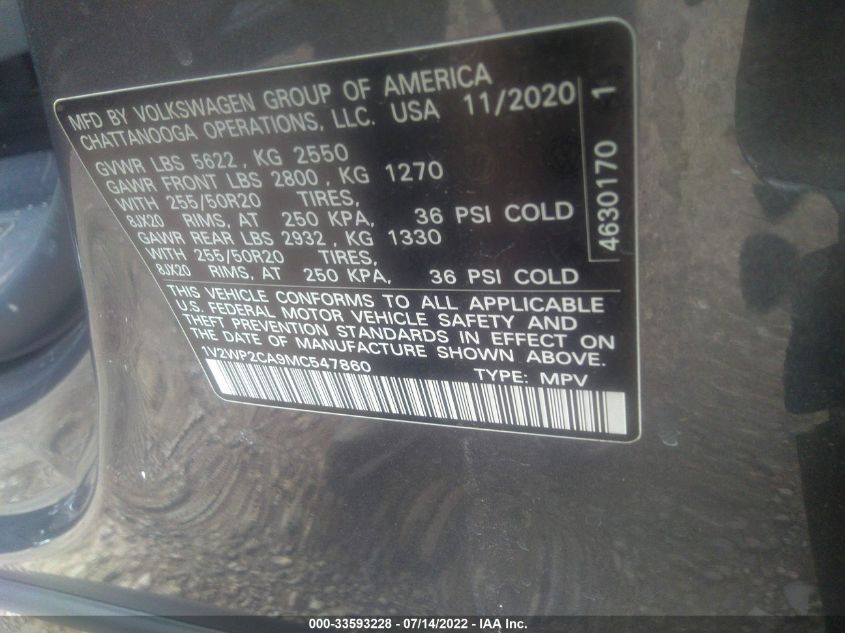 MFD BY VOLKSWAGEN GROUP OF AMERICA
CHATTANOOGA OPERATIONS, LLC. USA 11/2020
GVWR LBS 5622 , KG 2550
GAWR FRONT LBS 2800 , KG 1270
WITH 255/50R20 TIRES,
8JX20 RIMS, AT 250 KPA, 36 PSI COLD
GAWR REAR LBS 2932 , KG 1330
WITH 255/50R20 TIRES,
8JX20 RIMS, AT 250 KPA, 36 PSI COLD
THIS VEHICLE CONFORMS TO ALL APPLICABLE
U.S. FEDERAL MOTOR VEHICLE SAFETY AND
THEFT PREVENTION STANDARDS IN EFFECT ON
THE DATE OF MANUFACTURE SHOWN ABOVE.
1V2WP2CA9MC547860 TYPE: MPV
4630170 1
000-33593228 - 07/14/2022 - IAA Inc.